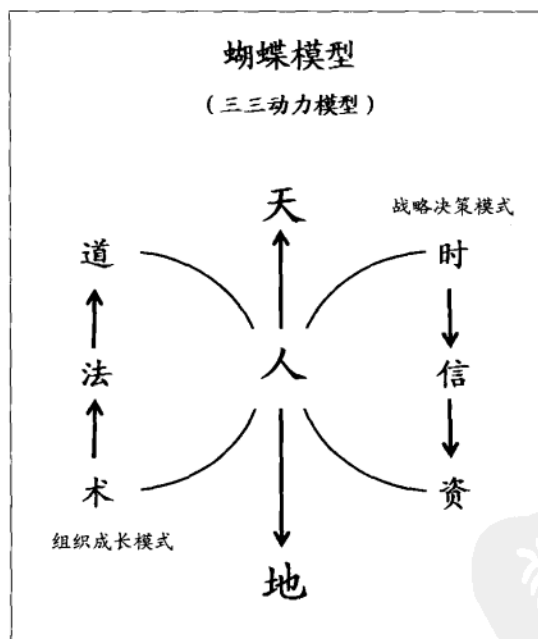 蝴蝶模型
（三三动力模型）
天
战略决策模式
道
时
法
人
信
术
资
组织成长模式
地